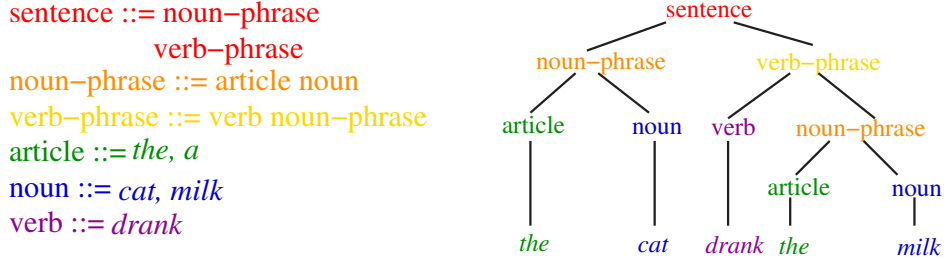 sentence ::= noun−phrase
verb−phrase
noun−phrase ::= article noun
verb−phrase ::= verb noun−phrase
article ::= the, a
noun ::= cat, milk
verb ::= drank
sentence
noun−phrase verb−phrase
article noun verb noun−phrase
article noun
the cat drank the milk